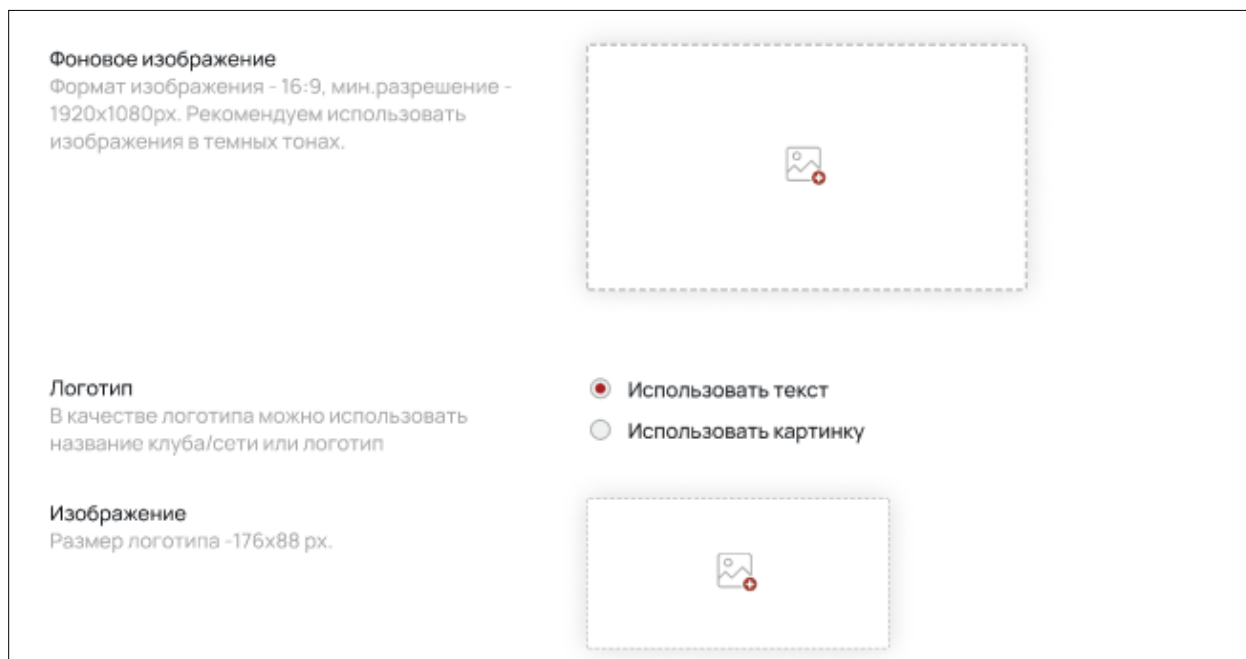 Фоновое изображение
Формат изображения - 16:9, мин.разрешение -
1920x1080px. Рекомендуем использовать
изображения в темных тонах.
Логотип
В качестве логотипа можно использовать
название клуба/сети или логотип
Использовать текст
Использовать картинку
Изображение
Размер логотипа -176x88 px.